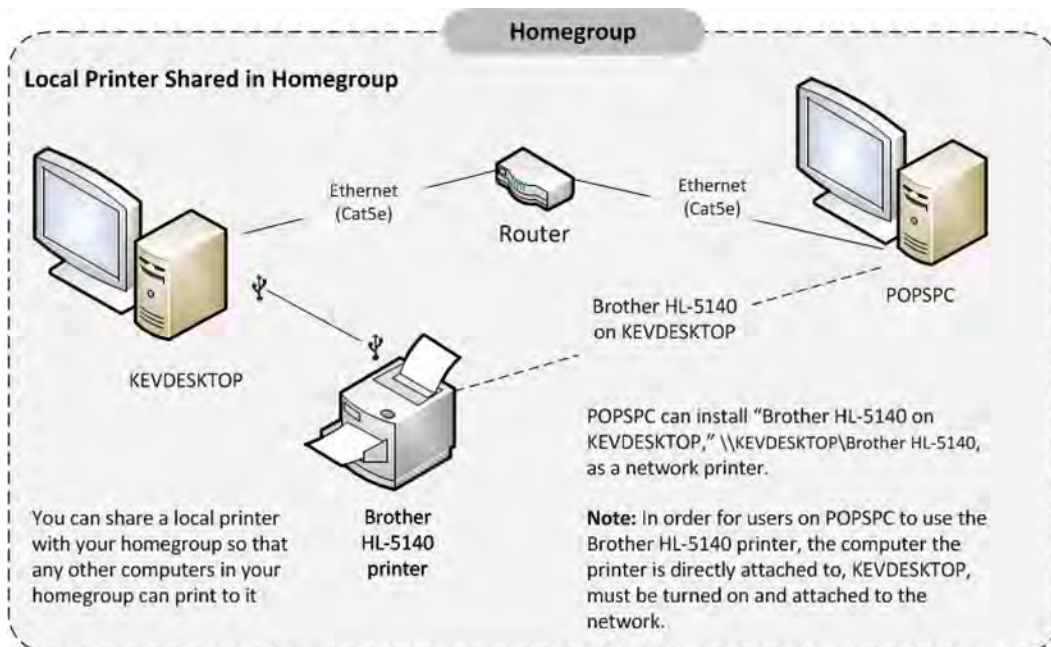 Homegroup
Local Printer Shared in Homegroup
Ethernet
(Cat5e)
Router
Ethernet
(Cat5e)
POPSPC
KEVDESKTOP
Brother HL-5140
on KEVDESKTOP
POPSPC can install “Brother HL-5140 on
KEVDESKTOP,” \\KEVDESKTOP\Brother HL-5140,
as a network printer.
You can share a local printer
with your homegroup so that
any other computers in your
homegroup can print to it
Brother
HL-5140
printer
Note: In order for users on POPSPC to use the
Brother HL-5140 printer, the computer the
printer is directly attached to, KEVDESKTOP,
must be turned on and attached to the
network.